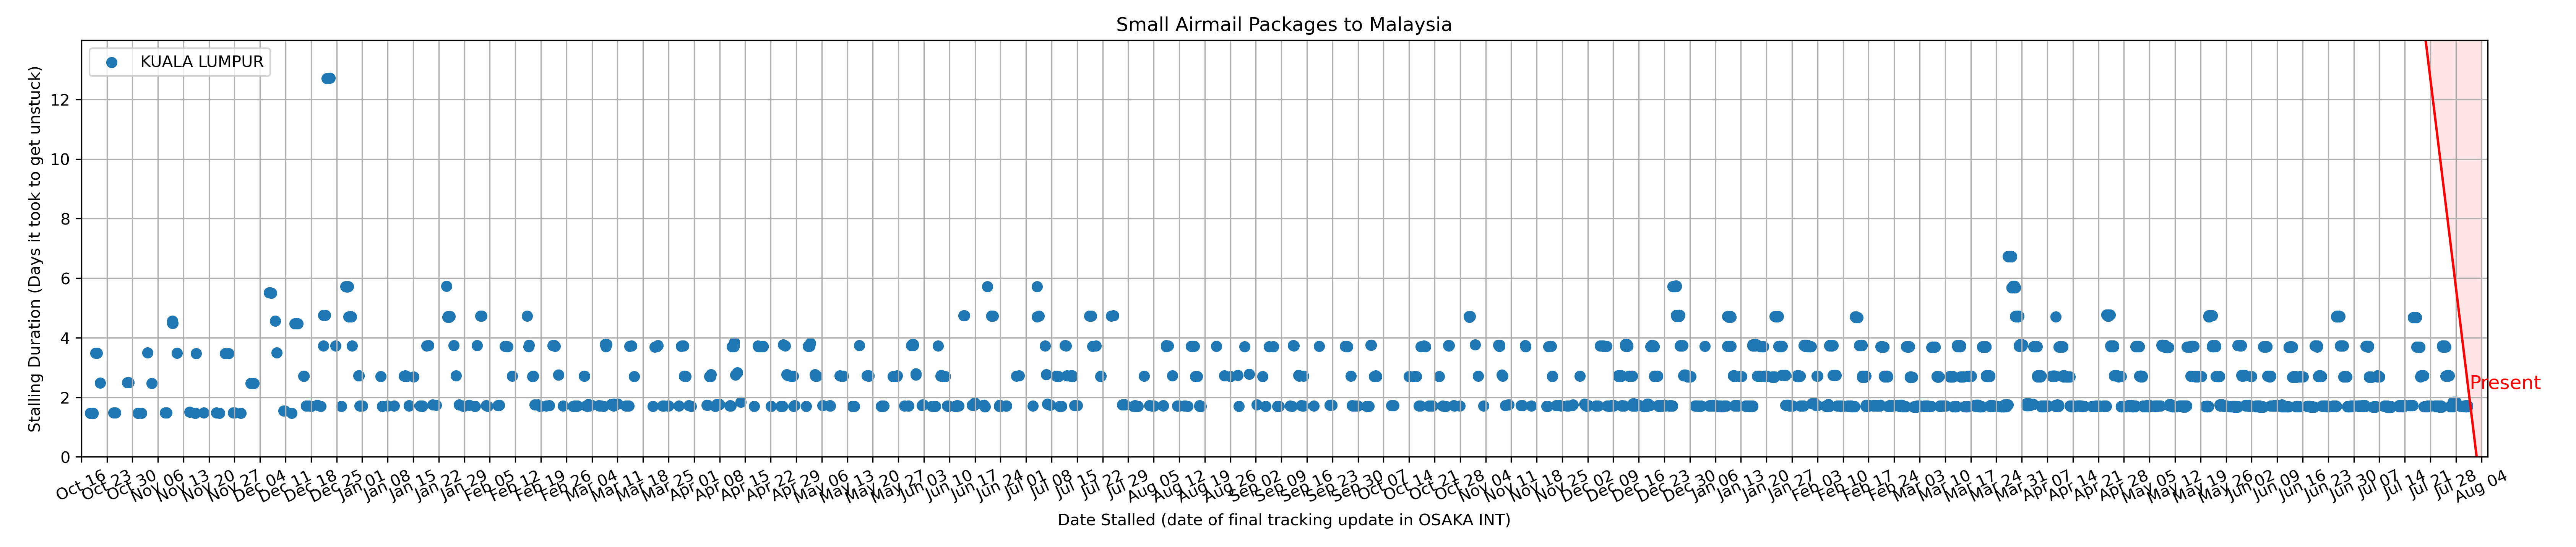 Small Airmail Packages to Malaysia
KUALA LUMPUR
Days it took to get unstuck
Stalling Duration (Days it took to get unstuck)
12
10
8
6
4
2
0
Present
Oct 16 Oct 23 Oct 30 Nov 06 Nov 13 Nov 20 Nov 27 Dec 04 Dec 11 Dec 18 Dec 25 Jan 01 Jan 08 Jan 15 Jan 22 Jan 29 Feb 05 Feb 12 Feb 19 Feb 26 Mar 04 Mar 11 Mar 18 Mar 25 Apr 01 Apr 08 Apr 15 Apr 22 Apr 29 May 06 May 13 May 20 May 27 Jun 03 Jun 10 Jun 17 Jun 24 Jul 01 Jul 08 Jul 15 Jul 22 Jul 29 Aug 05 Aug 12 Aug 19 Aug 26 Sep 02 Sep 09 Sep 16 Sep 23 Sep 30 Oct 07 Oct 14 Oct 21 Oct 28 Nov 04 Nov 11 Nov 18 Nov 25 Dec 02 Dec 09 Dec 16 Dec 23 Dec 30 Jan 06 Jan 13 Jan 20 Jan 27 Feb 03 Feb 10 Feb 17 Feb 24 Mar 03 Mar 10 Mar 17 Mar 24 Mar 31 Apr 07 Apr 14 Apr 21 Apr 28 May 05 May 12 May 19 May 26 Jun 02 Jun 09 Jun 16 Jun 23 Jun 30 Jul 07 Jul 14 Jul 21 Jul 28 Aug 04
Date Stalled (date of final tracking update in OSAKA INT)